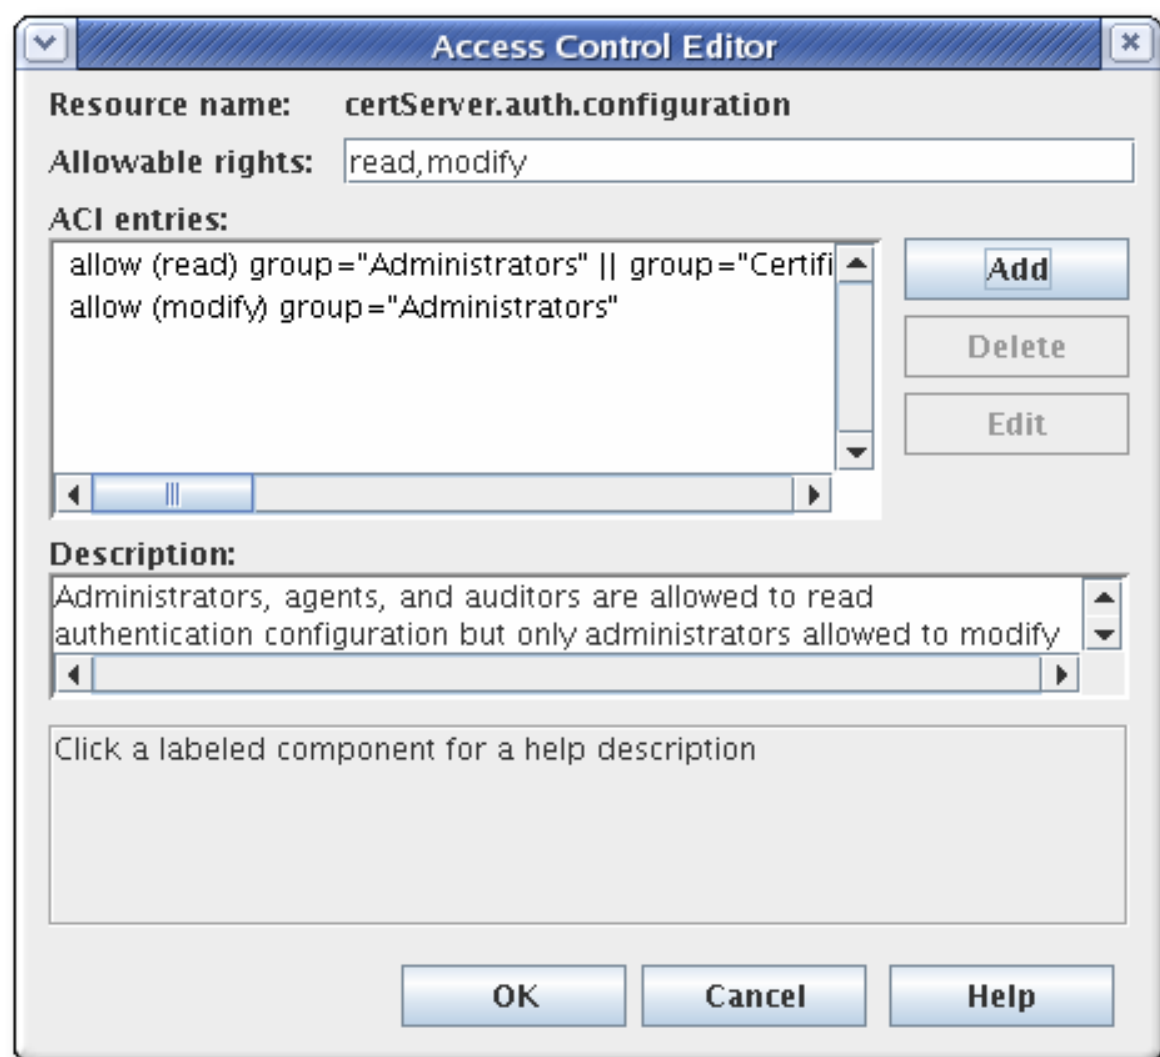 Access Control Editor
Resource name: certServer.auth.configuration
Allowable rights: read,modify
ACI entries:
allow (read) group="Administrators" || group="Certifi
allow (modify) group="Administrators"
Add
Delete
Edit
Description:
Administrators, agents, and auditors are allowed to read
authentication configuration but only administrators allowed to modify
Click a labeled component for a help description
OK Cancel Help